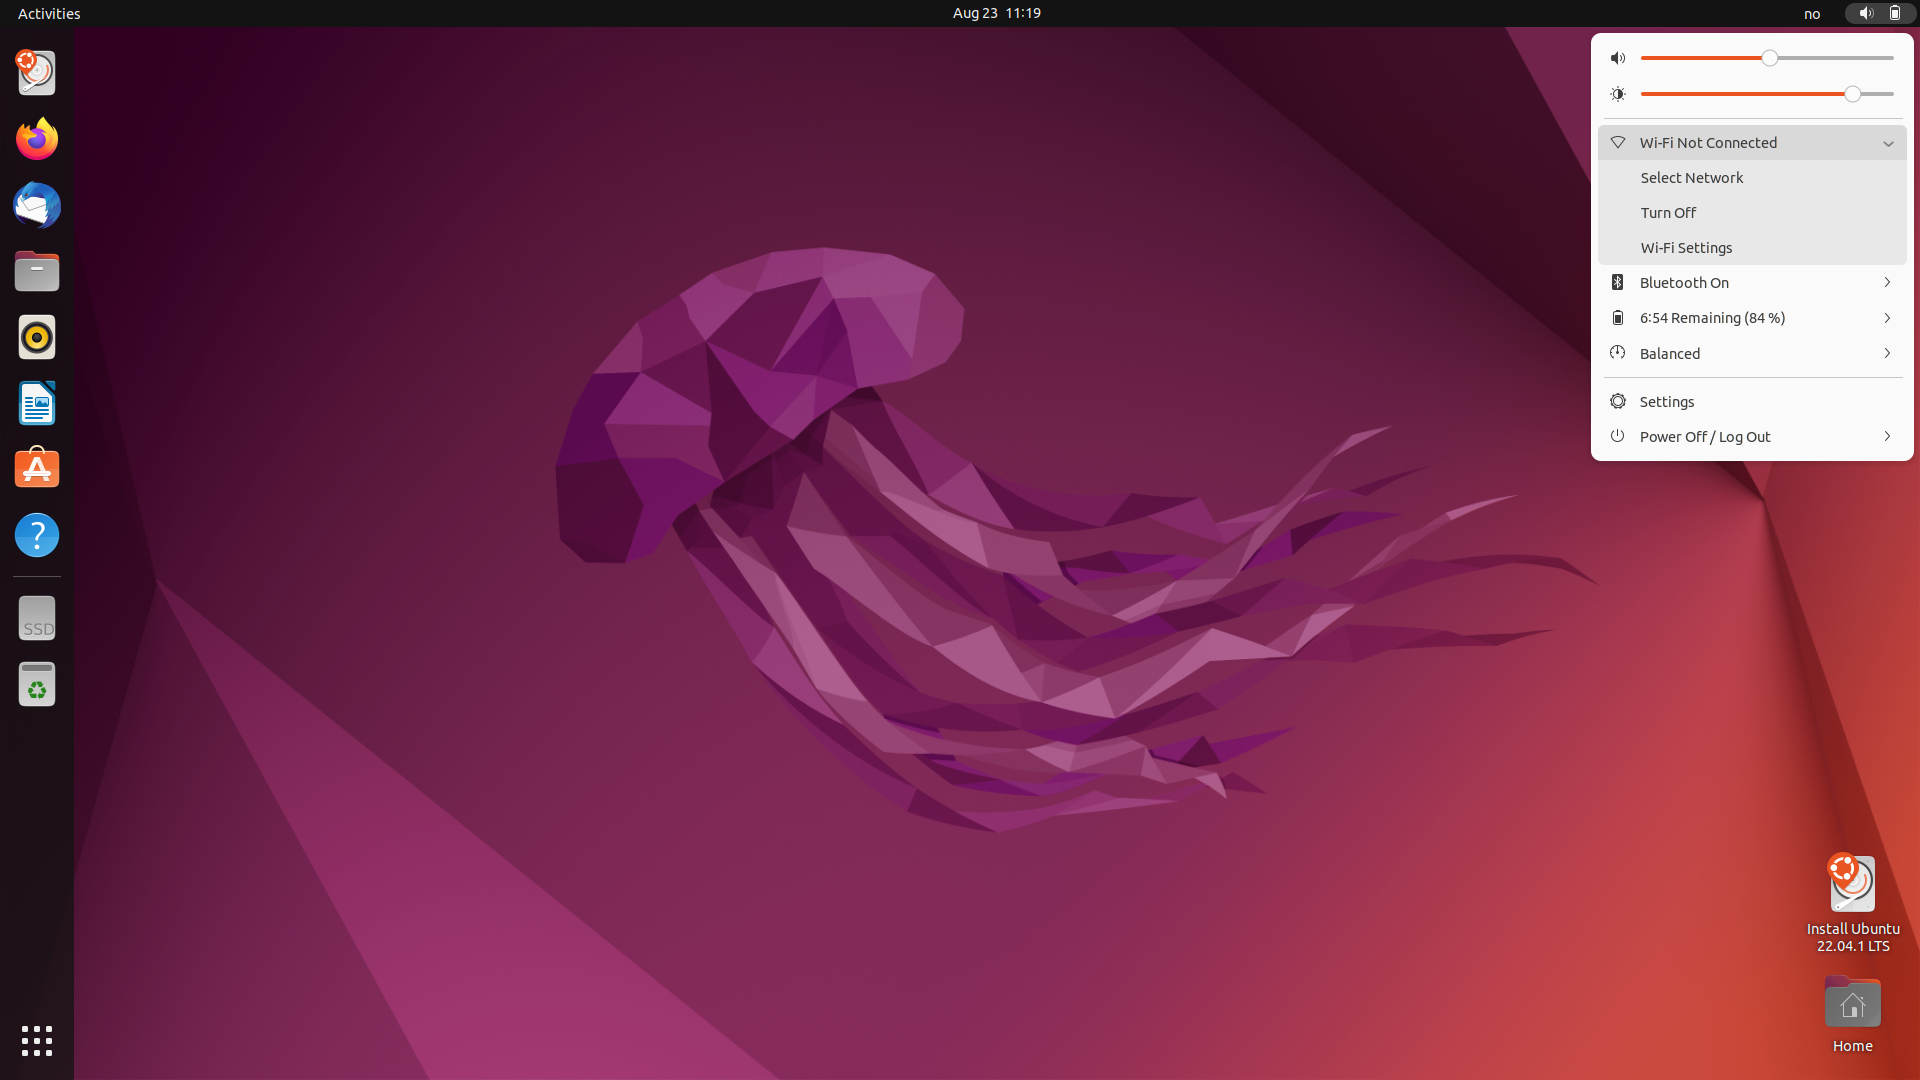 Activities
Aug 23 11:19
no
Wi-Fi Not Connected
Select Network
Turn Off
Wi-Fi Settings
Bluetooth On
6:54 Remaining (84 %)
Balanced
Settings
Power Off / Log Out
?
SSD
Install Ubuntu
22.04.1 LTS
Home